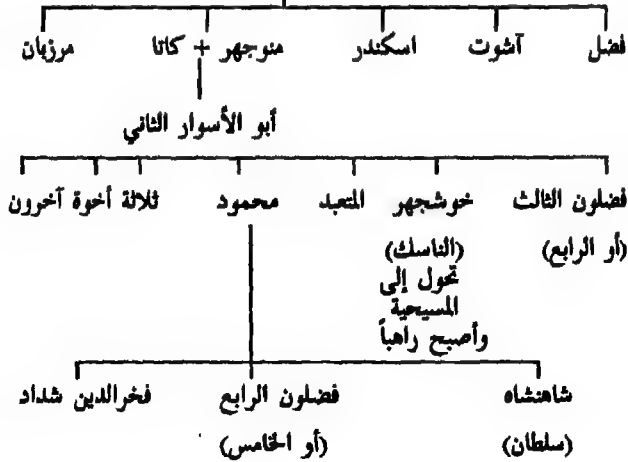 فضل آشوت اسكندر منوجهر + كاتا مرزبان
أبو الأسوار الثاني
فضلون الثالث خوشجهر المتعبد محمود ثلاثة أخوة آخرون
(أو الرابع) (الناسك)
تحول إلى
المسيحية
وأصبح راهباً
شاهنشاه فضلون الرابع فخرالدين شداد
(سلطان) (أو الخامس)